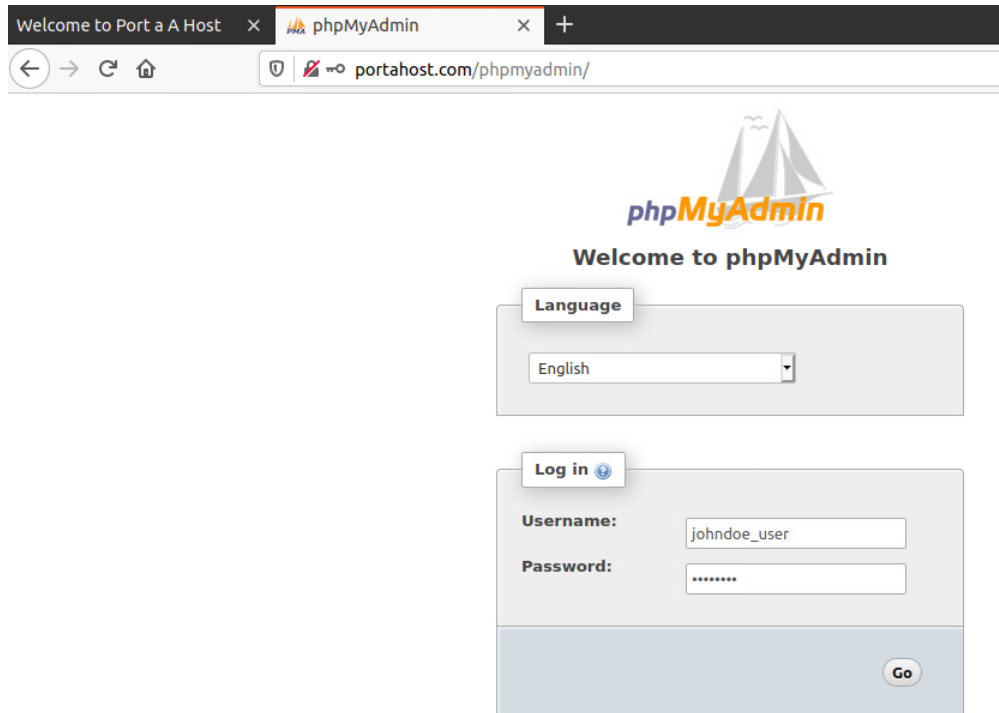 Welcome to Port a A Host
phpMyAdmin
portahost.com/phpmyadmin/
phpMyAdmin
Welcome to phpMyAdmin
Language
English
Log in
Username:
johndoe_user
Password:
••••••••
Go